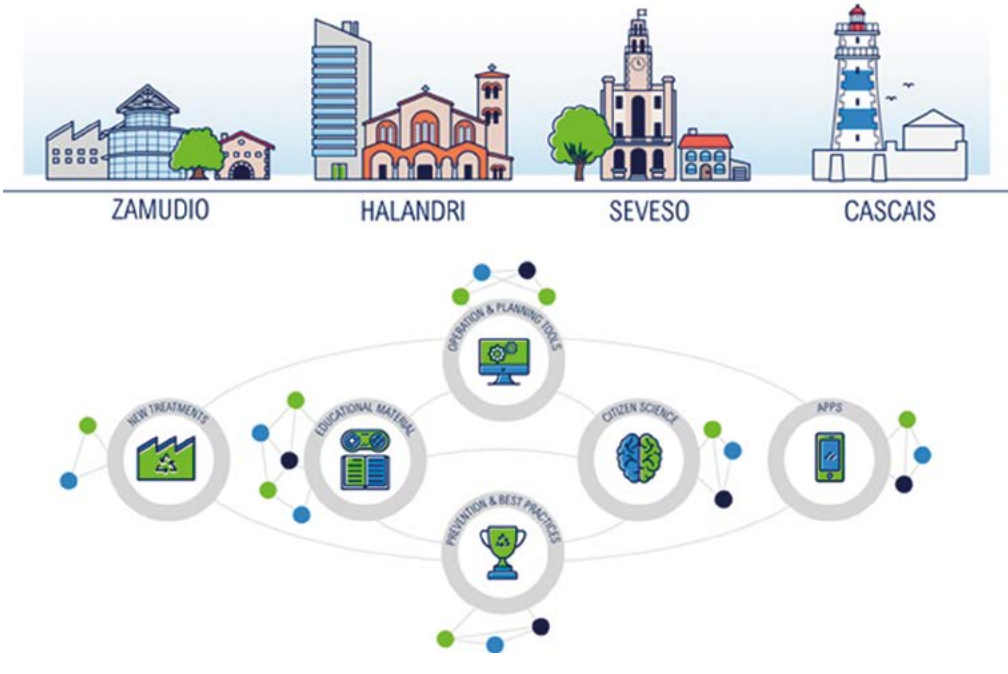 ZAMUDIO
HALANDRI
SEVESO
CASCAIS
OPERATION & PLANNING TOOLS
NEW TREATMENTS
EDUCATIONAL MATERIAL
CITIZEN SCIENCE
APPS
PREVENTION & BEST PRACTICES